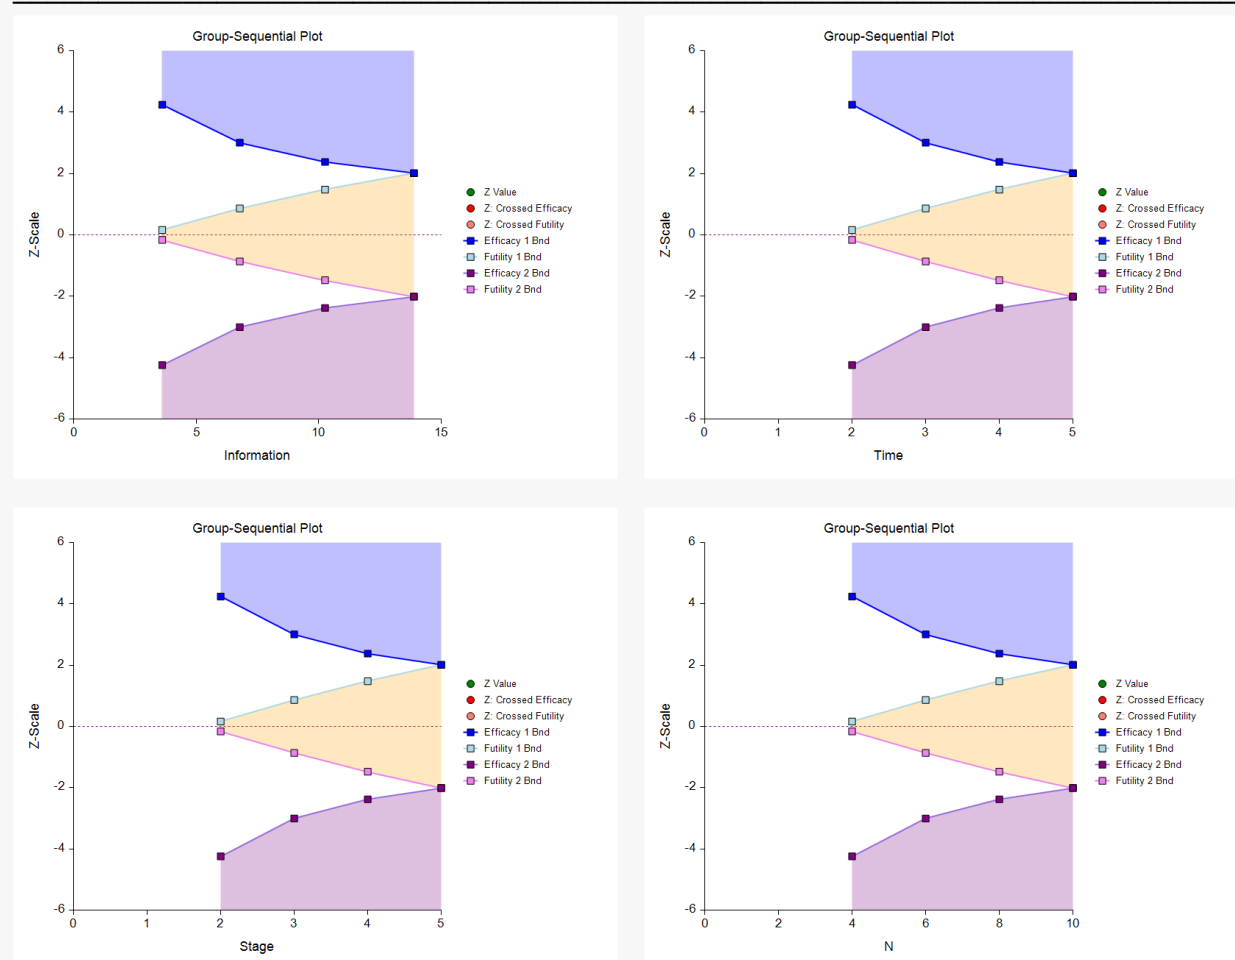 Group-Sequential Plot
6
4
2
0
-2
-4
-6
Z-Scale
0
5
10
15
Information
Z Value
Z: Crossed Efficacy
Z: Crossed Futility
Efficacy 1 Bnd
Futility 1 Bnd
Efficacy 2 Bnd
Futility 2 Bnd
Group-Sequential Plot
6
4
2
0
-2
-4
-6
Z-Scale
0
1
2
3
4
5
Time
Z Value
Z: Crossed Efficacy
Z: Crossed Futility
Efficacy 1 Bnd
Futility 1 Bnd
Efficacy 2 Bnd
Futility 2 Bnd
Group-Sequential Plot
6
4
2
0
-2
-4
-6
Z-Scale
0
1
2
3
4
5
Stage
Z Value
Z: Crossed Efficacy
Z: Crossed Futility
Efficacy 1 Bnd
Futility 1 Bnd
Efficacy 2 Bnd
Futility 2 Bnd
Group-Sequential Plot
6
4
2
0
-2
-4
-6
Z-Scale
0
2
4
6
8
10
N
Z Value
Z: Crossed Efficacy
Z: Crossed Futility
Efficacy 1 Bnd
Futility 1 Bnd
Efficacy 2 Bnd
Futility 2 Bnd